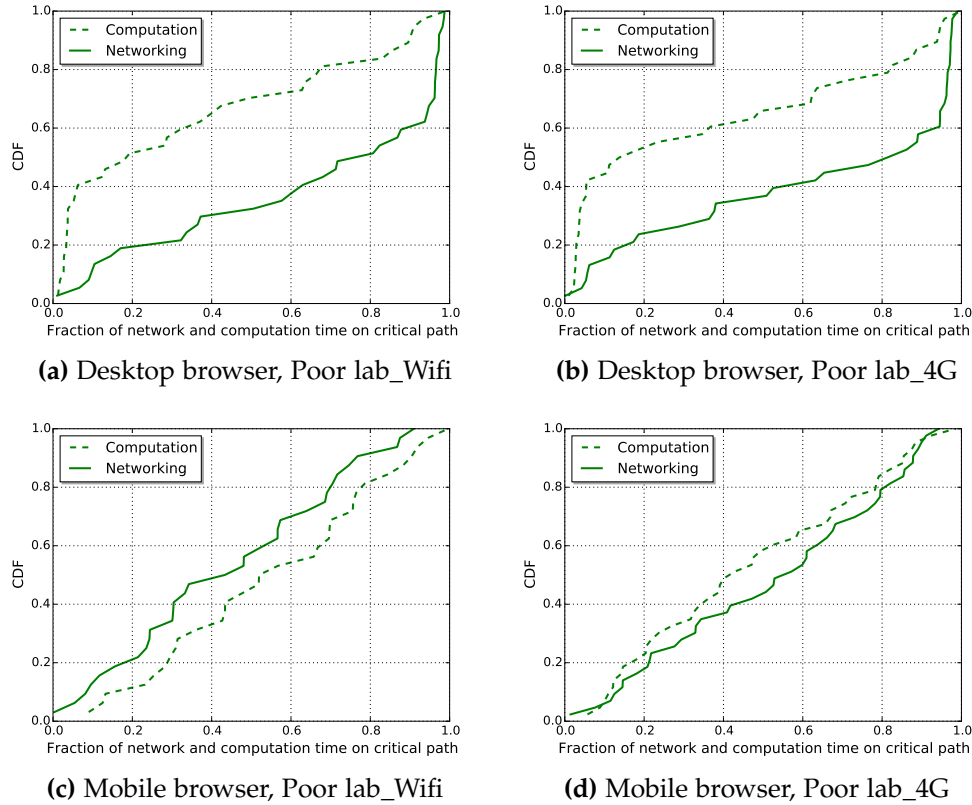 1.0
0.8
0.6
0.4
0.2
0.0
CDF
Computation
Networking
0.0 0.2 0.4 0.6 0.8 1.0
Fraction of network and computation time on critical path
(a) Desktop browser, Poor lab_Wifi
1.0
0.8
0.6
0.4
0.2
0.0
CDF
Computation
Networking
0.0 0.2 0.4 0.6 0.8 1.0
Fraction of network and computation time on critical path
(b) Desktop browser, Poor lab_4G
1.0
0.8
0.6
0.4
0.2
0.0
CDF
Computation
Networking
0.0 0.2 0.4 0.6 0.8 1.0
Fraction of network and computation time on critical path
(c) Mobile browser, Poor lab_Wifi
1.0
0.8
0.6
0.4
0.2
0.0
CDF
Computation
Networking
0.0 0.2 0.4 0.6 0.8 1.0
Fraction of network and computation time on critical path
(d) Mobile browser, Poor lab_4G